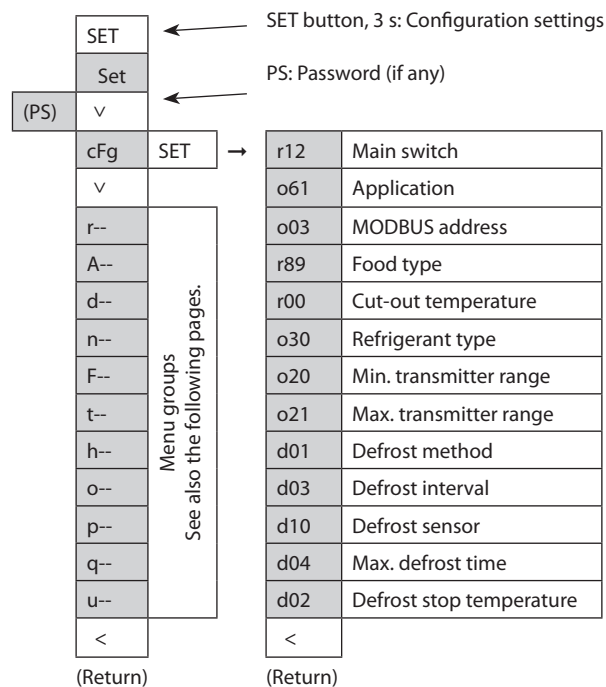 SET
SET button, 3 s: Configuration settings
Set
PS: Password (if any)
(PS) ˅
cFg SET → r12 Main switch
˅ o61 Application
r-- o03 MODBUS address
A-- r89 Food type
d-- r00 Cut-out temperature
n-- o30 Refrigerant type
F-- o20 Min. transmitter range
t-- o21 Max. transmitter range
h-- d01 Defrost method
o-- d03 Defrost interval
p-- d10 Defrost sensor
q-- d04 Max. defrost time
u-- d02 Defrost stop temperature
Menu groups
See also the following pages.
< <
(Return) (Return)